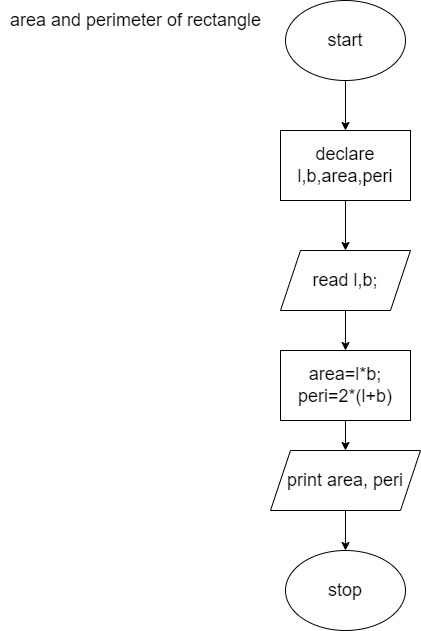 area and perimeter of rectangle
start
declare
l,b,area,peri
read l,b;
area=l*b;
peri=2*(l+b)
print area, peri
stop